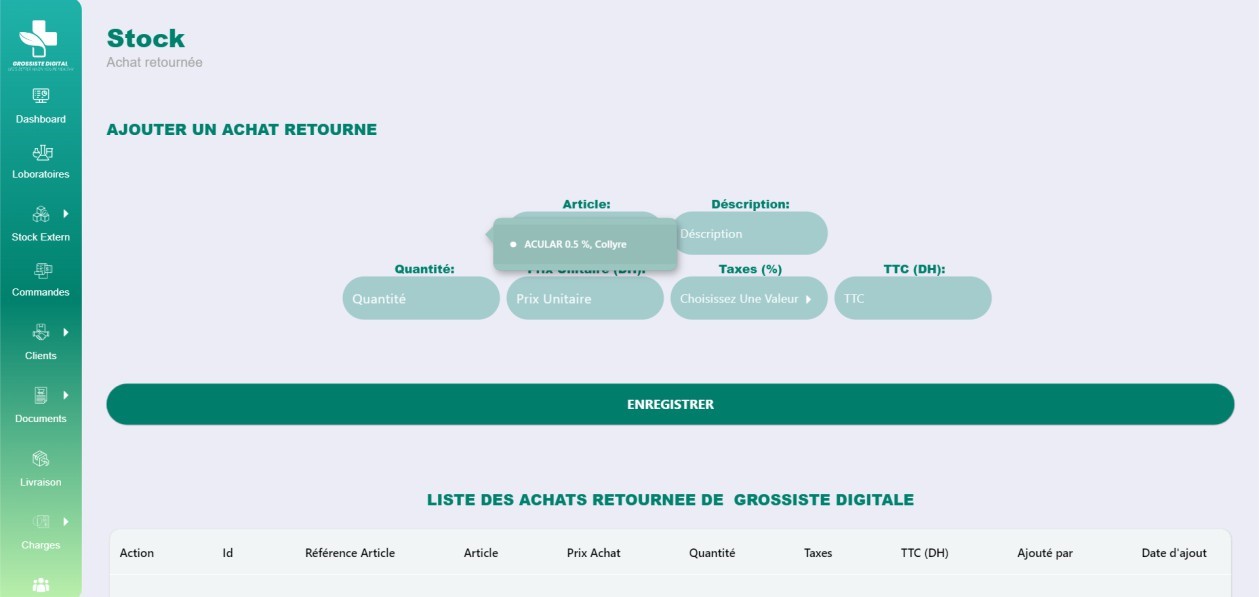 GROSSISTE DIGITAL
Dashboard
Loboratoires
Stock Extern
Commandes
Clients
Documents
Livraison
Charges
Stock
Achat retournée
AJOUTER UN ACHAT RETOURNE
Article: Déscription:
ACULAR 0.5 %, Collyre Déscription
Quantité: Prix Unitaire (DH): Taxes (%) TTC (DH):
Quantité Prix Unitaire Choisissez Une Valeur TTC
ENREGISTRER
LISTE DES ACHATS RETOURNEE DE GROSSISTE DIGITALE
Action Id Référence Article Article Prix Achat Quantité Taxes TTC (DH) Ajouté par Date d'ajout